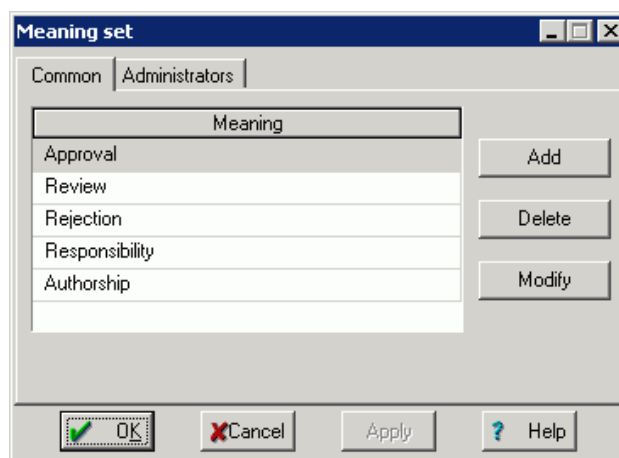 Meaning set
Common Administrators
Meaning
Approval
Add
Review
Rejection
Delete
Responsibility
Authorship
Modify
OK Cancel Apply ? Help